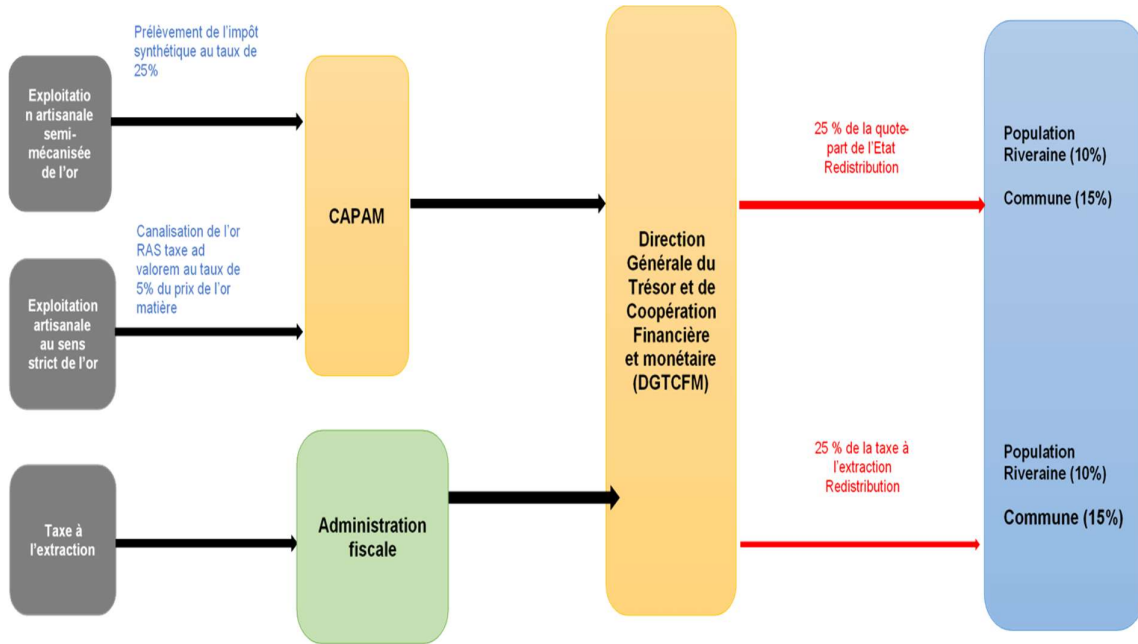 Prélèvement de l'impôt
synthétique au taux de
25%
Exploitatio
n artisanale
semi-
mécanisée
de l'or
Canalisation de l'or
RAS taxe ad
valorem au taux de
5% du prix de l'or
matière
Exploitation
artisanale
au sens
strict de l'or
Taxe à
l'extraction
CAPAM
Administration
fiscale
Direction
Générale du
Trésor et de
Coopération
Financière
et monétaire
(DGTCFM)
25 % de la quote-
part de l'Etat
Redistribution
25 % de la taxe à
l'extraction
Redistribution
Population
Riveraine (10%)
Commune (15%)
Population
Riveraine (10%)
Commune (15%)